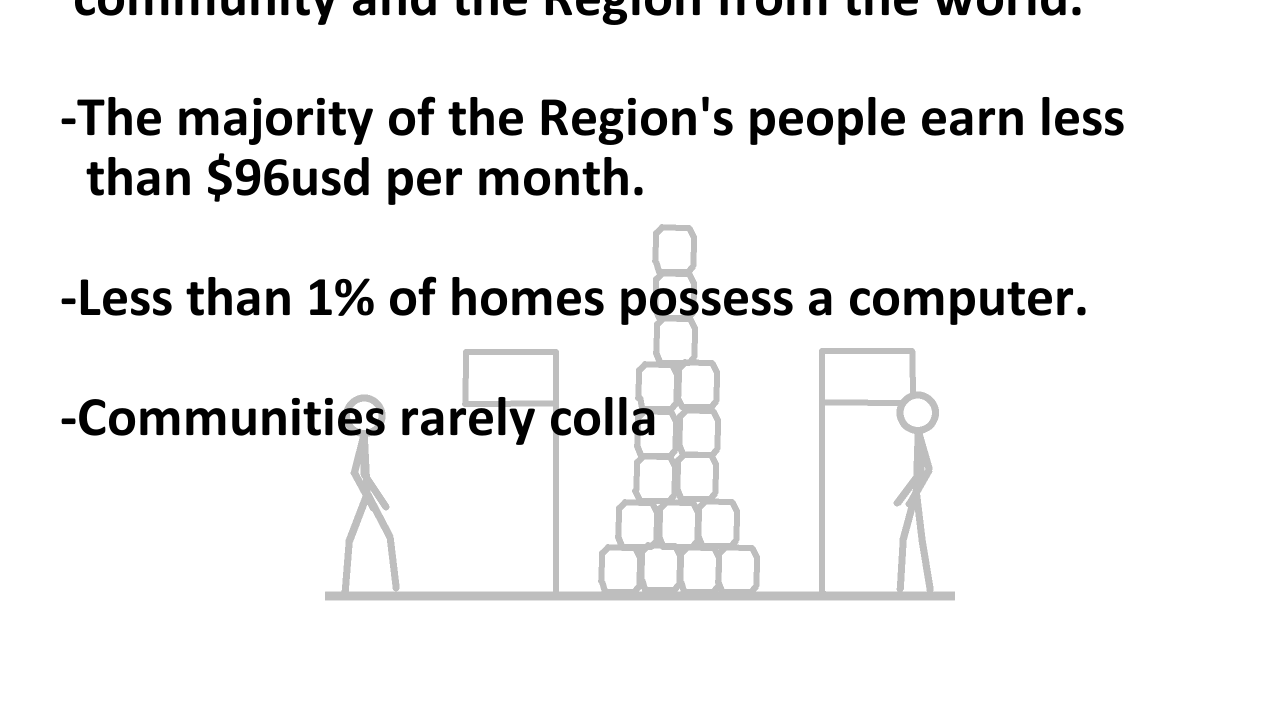 community and the Region from the world.
-The majority of the Region's people earn less
than $96usd per month.
-Less than 1% of homes possess a computer.
-Communities rarely colla